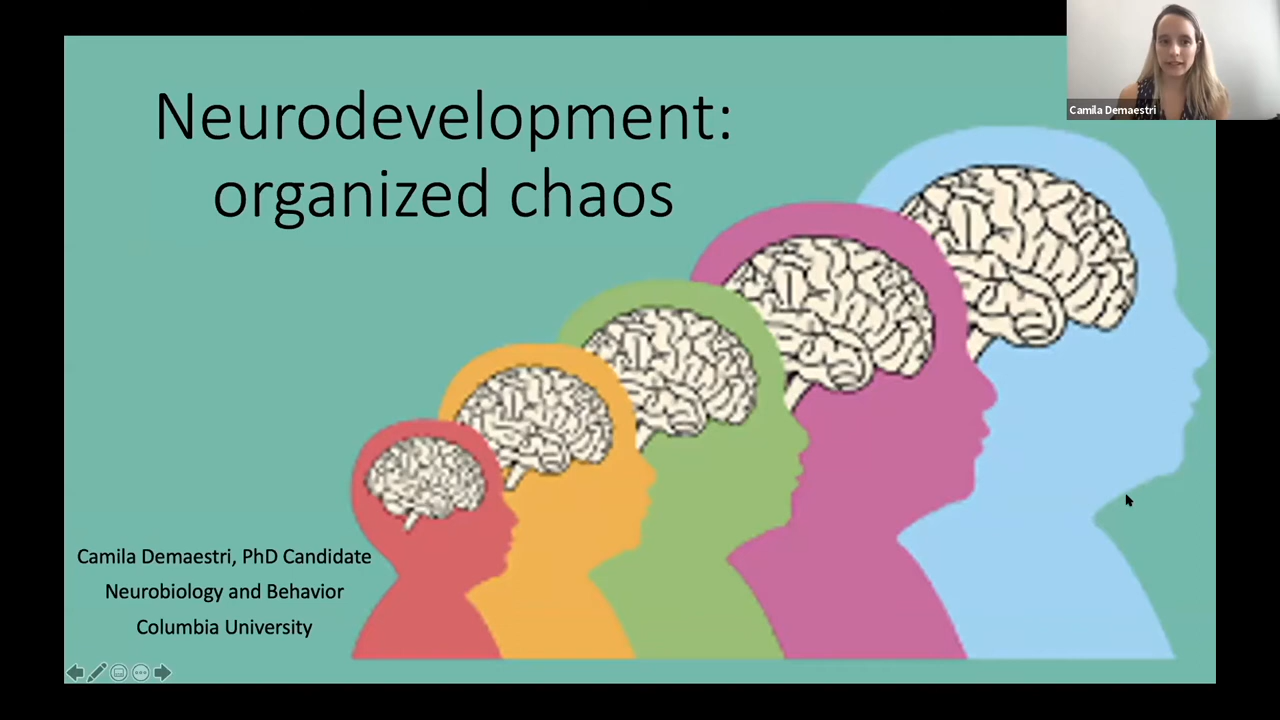 Camila Demaestri
Neurodevelopment:
organized chaos
Camila Demaestri, PhD Candidate
Neurobiology and Behavior
Columbia University